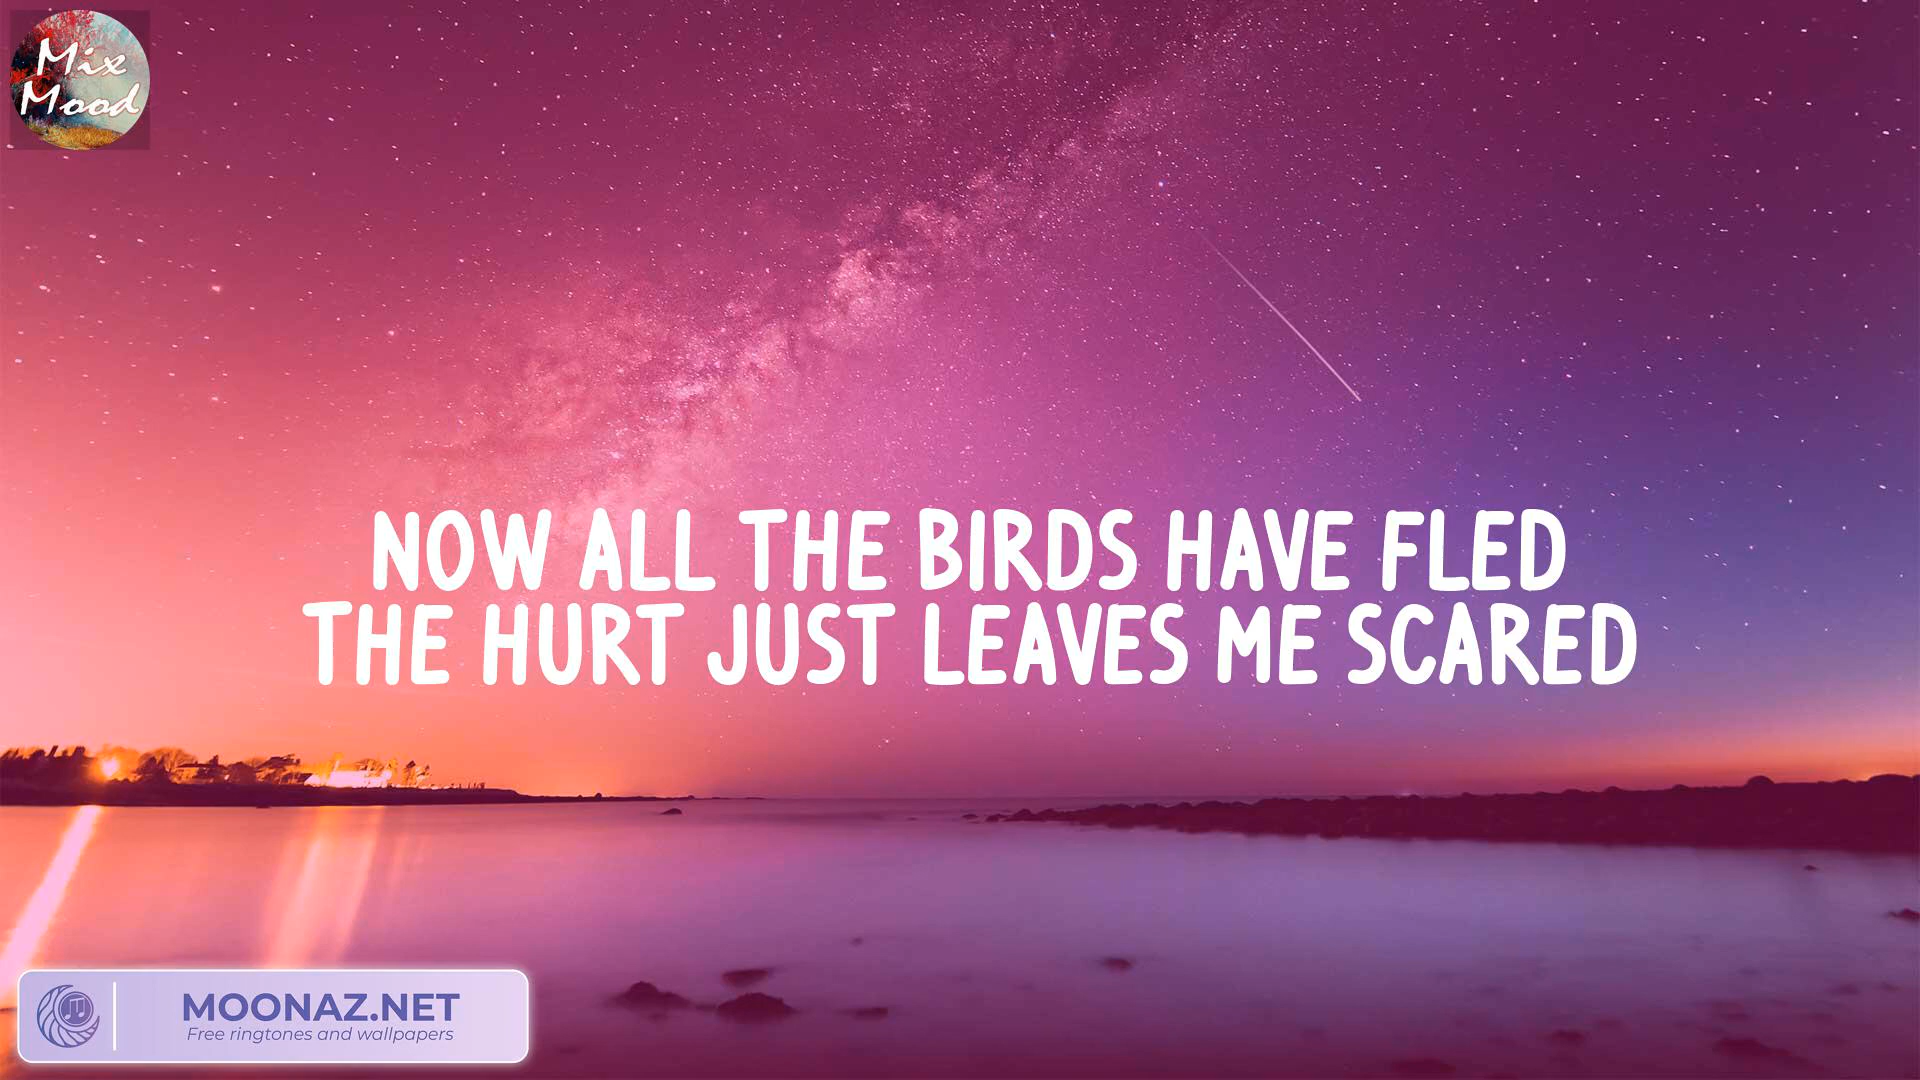 Mix
Mood
NOW ALL THE BIRDS HAVE FLED
THE HURT JUST LEAVES ME SCARED
MOONAZ.NET
Free ringtones and wallpapers